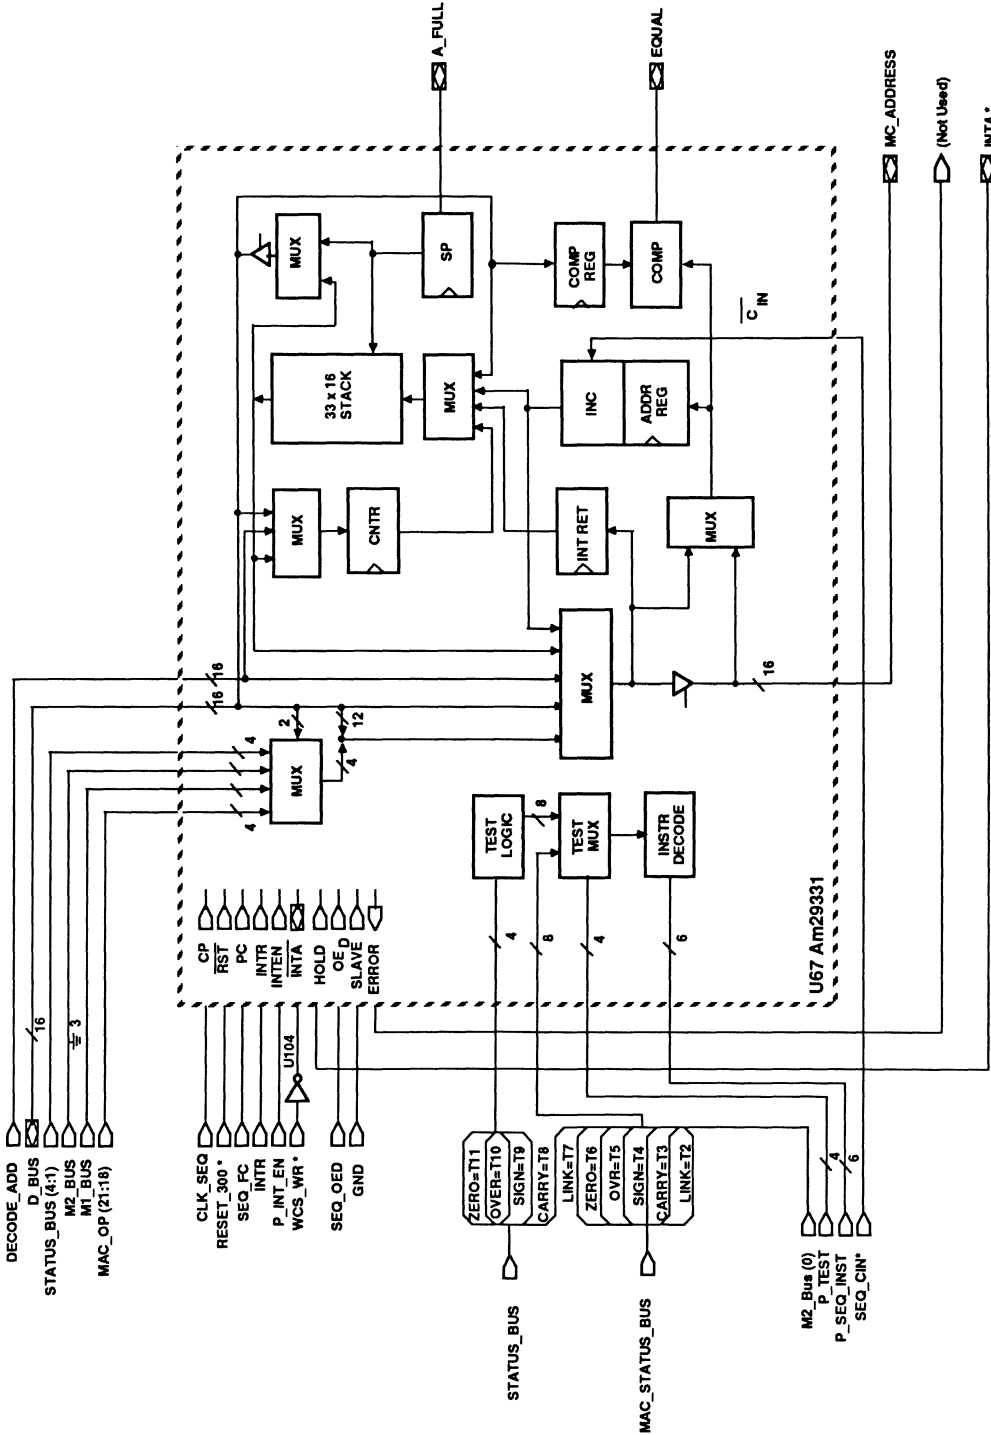 DECODE_ADD
D_BUS
STATUS_BUS (4:1)
M2_BUS
M1_BUS
MAC_OP (21:18)
16
3
CLK_SEQ
RESET_300 *
SEQ_FC
INTR
P_INT_EN
WCS_WR *
SEQ_OED
GND
U104
CP
RST
PC
INTR
INTEN
INTA
HOLD
OE D
SLAVE
ERROR
STATUS_BUS
ZERO=T11
OVER=T10
SIGN=T9
CARRY=T8
MAC_STATUS_BUS
LINK=T7
ZERO=T6
OVR=T5
SIGN=T4
CARRY=T3
LINK=T2
M2_Bus (0)
P_TEST
P_SEQ_INST
SEQ_CIN*
4
6
4
8
4
6
TEST
LOGIC
8
TEST
MUX
INSTR
DECODE
U67 Am29331
4
4
MUX
2
4
12
16
16
MUX
16
MUX
CNTR
INT RET
MUX
33 x 16
STACK
MUX
INC
ADDR
REG
C IN
MUX
SP
COMP
REG
COMP
A_FULL
EQUAL
MC_ADDRESS
(Not Used)
INTA *